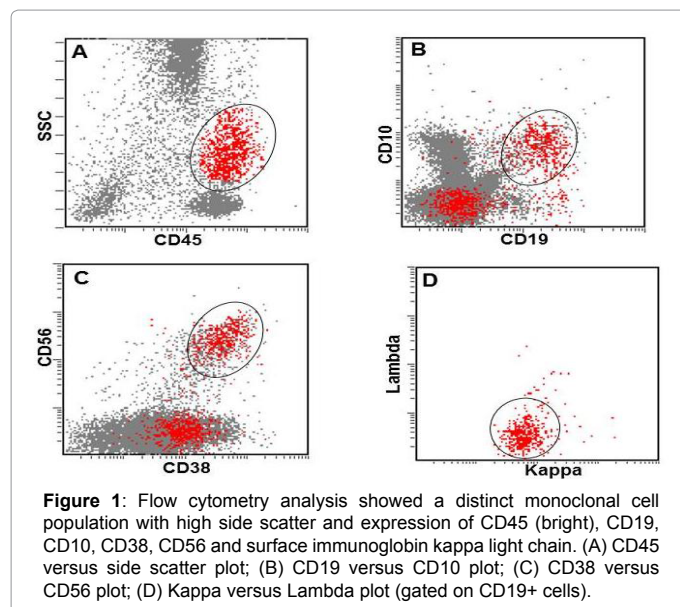 A
SSC
CD45
B
CD10
CD19
C
CD56
CD38
D
Lambda
Kappa
Figure 1: Flow cytometry analysis showed a distinct monoclonal cell
population with high side scatter and expression of CD45 (bright), CD19,
CD10, CD38, CD56 and surface immunoglobin kappa light chain. (A) CD45
versus side scatter plot; (B) CD19 versus CD10 plot; (C) CD38 versus
CD56 plot; (D) Kappa versus Lambda plot (gated on CD19+ cells).